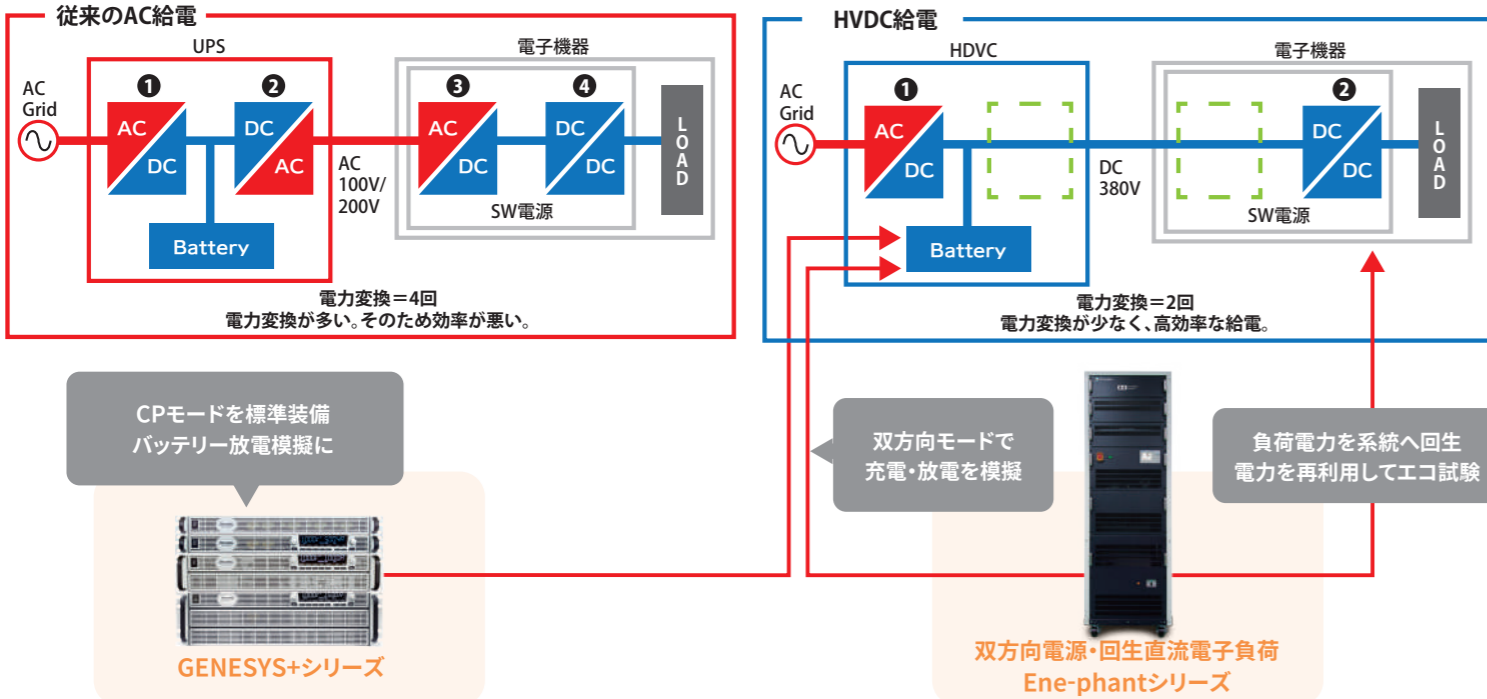 従来のAC給電
UPS
電子機器
AC
Grid
❶
❷
❸
❹
AC
DC
DC
AC
AC
DC
DC
DC
LOAD
AC
100V/
200V
SW電源
Battery
電力変換＝4回
電力変換が多い。そのため効率が悪い。
HVDC給電
HDVC
電子機器
AC
Grid
❶
❷
AC
DC
DC
DC
LOAD
DC
380V
SW電源
Battery
電力変換＝2回
電力変換が少なく、高効率な給電。
CPモードを標準装備
バッテリー放電模擬に
双方向モードで
充電・放電を模擬
負荷電力を系統へ回生
電力を再利用してエコ試験
GENESYS+シリーズ
双方向電源・回生直流電子負荷
Ene-phantシリーズ